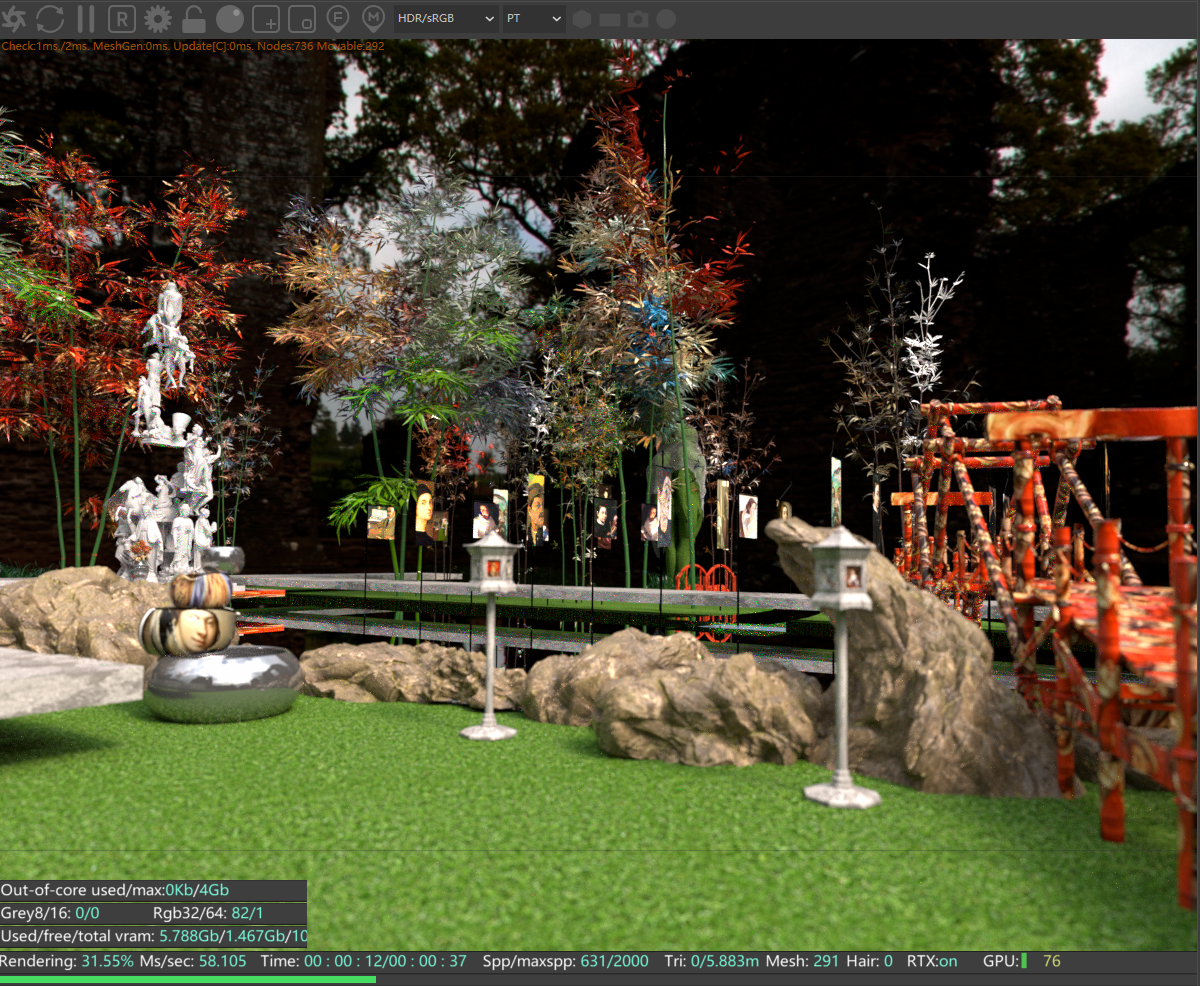 R F M HDR/sRGB PT
Check:1ms./2ms. MeshGen:0ms. Update[C]:0ms. Nodes:736 Movable:292
Out-of-core used/max:0Kb/4Gb
Grey8/16: 0/0 Rgb32/64: 82/1
Used/free/total vram: 5.788Gb/1.467Gb/10
Rendering: 31.55% Ms/sec: 58.105 Time: 00 : 00 : 12/00 : 00 : 37 Spp/maxspp: 631/2000 Tri: 0/5.883m Mesh: 291 Hair: 0 RTX:on GPU: 76